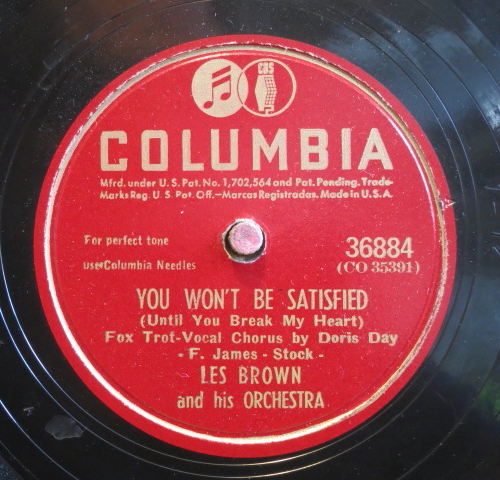 CBS
COLUMBIA
Mfrd. under U.S. Pat. No. 1,702,564 and Pat. Pending. Trade-
Marks Reg. U.S. Pat. Off.—Marcas Registradas. Made in U.S.A.
For perfect tone
use Columbia Needles
36884
(CO 35391)
YOU WON'T BE SATISFIED
(Until You Break My Heart)
Fox Trot-Vocal Chorus by Doris Day
- F. James - Stock -
LES BROWN
and his ORCHESTRA